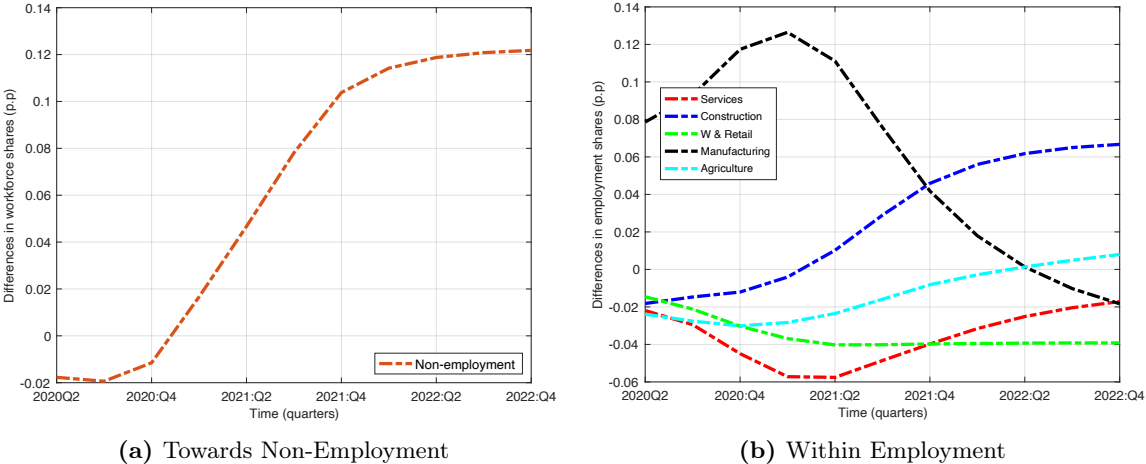 Differences in workforce shares (p.p)
0.14
0.12
0.1
0.08
0.06
0.04
0.02
0
-0.02
Non-employment
2020Q2
2020:Q4
2021:Q2
2021:Q4
2022:Q2
2022:Q4
Time (quarters)
(a) Towards Non-Employment
Differences in employment shares (p.p)
0.14
0.12
0.1
0.08
0.06
0.04
0.02
0
-0.02
-0.04
-0.06
Services
Construction
W & Retail
Manufacturing
Agriculture
2020Q2
2020:Q4
2021:Q2
2021:Q4
2022:Q2
2022:Q4
Time (quarters)
(b) Within Employment